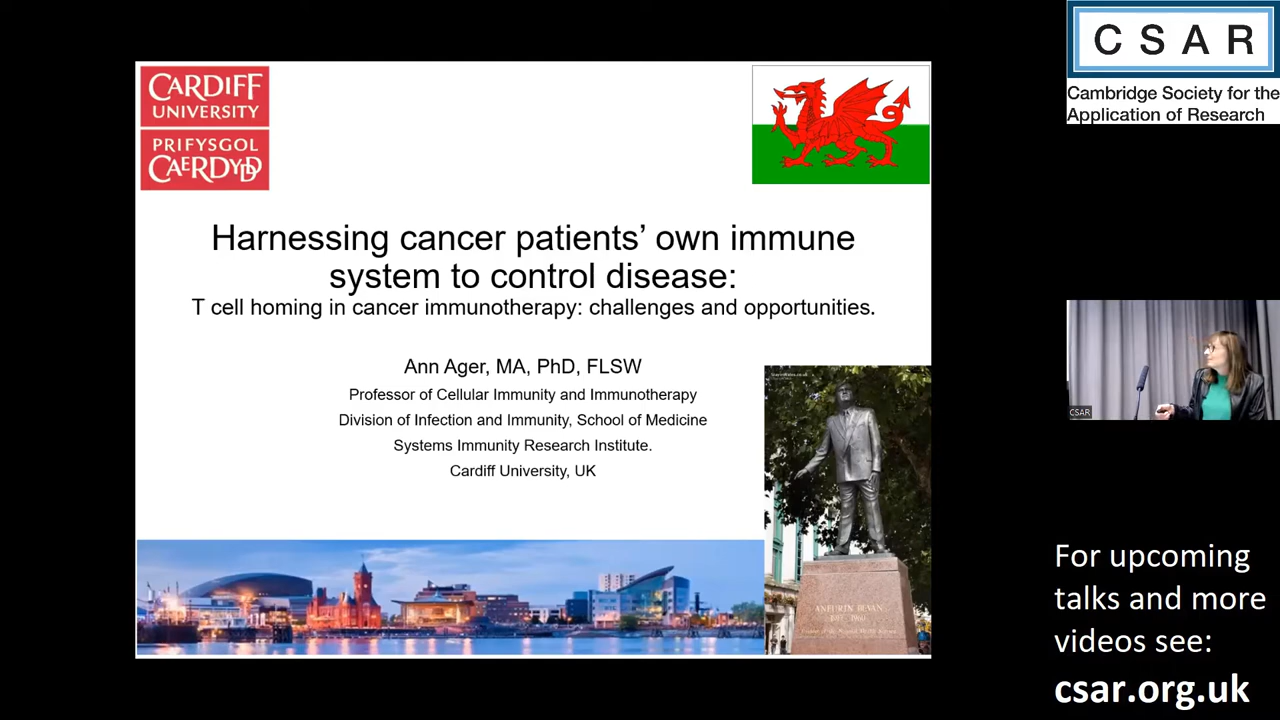 CARDIFF
UNIVERSITY
PRIFYSGOL
CAERDYDD
Harnessing cancer patients’ own immune
system to control disease:
T cell homing in cancer immunotherapy: challenges and opportunities.
Ann Ager, MA, PhD, FLSW
Professor of Cellular Immunity and Immunotherapy
Division of Infection and Immunity, School of Medicine
Systems Immunity Research Institute.
Cardiff University, UK
ANEURIN BEVAN
CSAR
Cambridge Society for the
Application of Research
CSAR
For upcoming
talks and more
videos see:
csar.org.uk